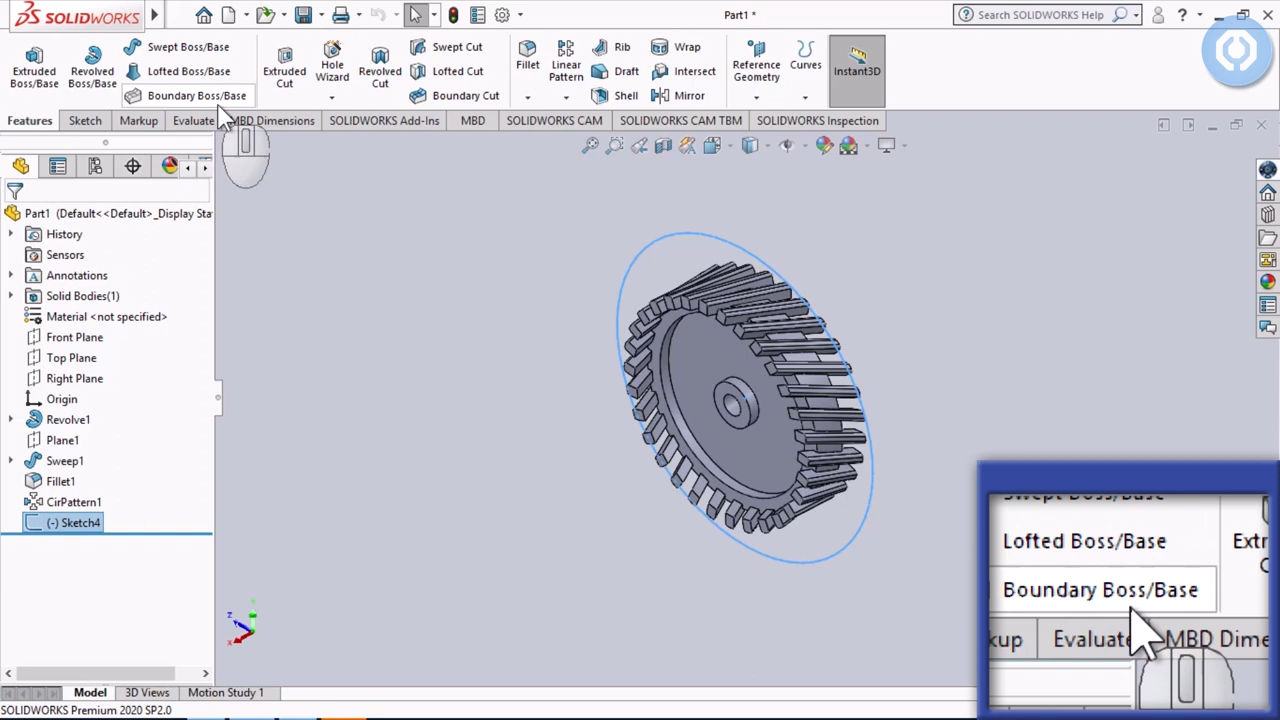 SOLIDWORKS
Part1 *
Search SOLIDWORKS Help
Extruded Boss/Base
Revolved Boss/Base
Swept Boss/Base
Lofted Boss/Base
Boundary Boss/Base
Extruded Cut
Hole Wizard
Revolved Cut
Swept Cut
Lofted Cut
Boundary Cut
Fillet
Linear Pattern
Rib
Draft
Shell
Wrap
Intersect
Mirror
Reference Geometry
Curves
Instant3D
Features
Sketch
Markup
Evaluate
MBD Dimensions
SOLIDWORKS Add-Ins
MBD
SOLIDWORKS CAM
SOLIDWORKS CAM TBM
SOLIDWORKS Inspection
Part1 (Default<<Default>_Display Sta
History
Sensors
Annotations
Solid Bodies(1)
Material <not specified>
Front Plane
Top Plane
Right Plane
Origin
Revolve1
Plane1
Sweep1
Fillet1
CirPattern1
(-) Sketch4
Z
X
Model
3D Views
Motion Study 1
SOLIDWORKS Premium 2020 SP2.0
Swept Boss/Base
Lofted Boss/Base
Extr
Boundary Boss/Base
kup
Evaluate
MBD Dime